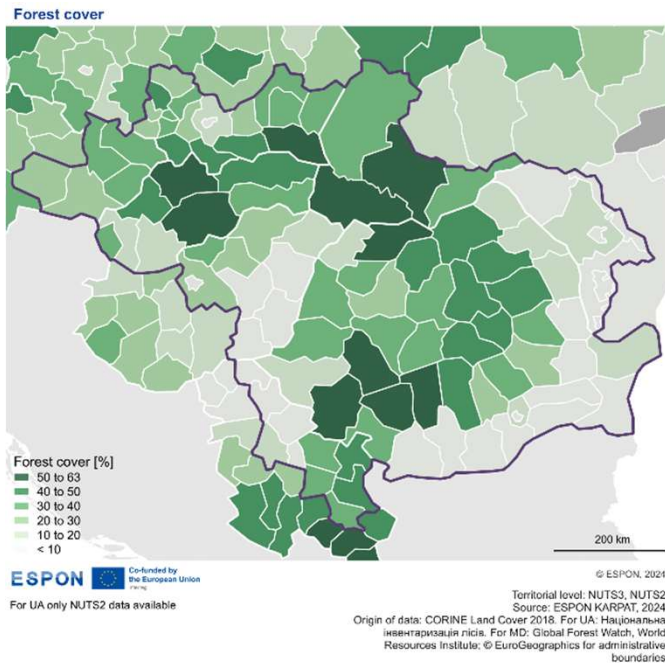 Forest cover
Forest cover [%]
50 to 63
40 to 50
30 to 40
20 to 30
10 to 20
< 10
200 km
ESPON
Co-funded by
the European Union
© ESPON, 2024
For UA only NUTS2 data available
Territorial level: NUTS3, NUTS2
Source: ESPON KARPAT, 2024
Origin of data: CORINE Land Cover 2018. For UA: Національна
інвентаризація лісів. For MD: Global Forest Watch, World
Resources Institute; © EuroGeographics for administrative
boundaries